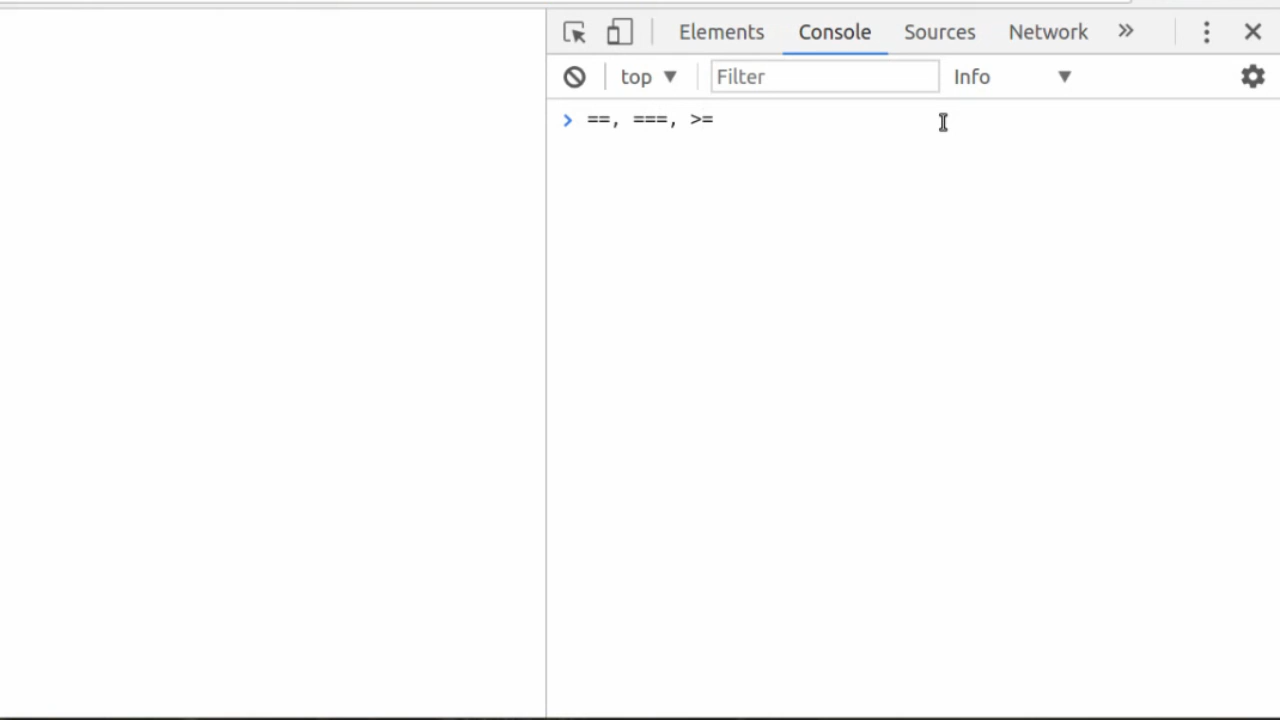 Elements Console Sources Network »
top ▼ Filter Info ▼
> ==, ===, >=